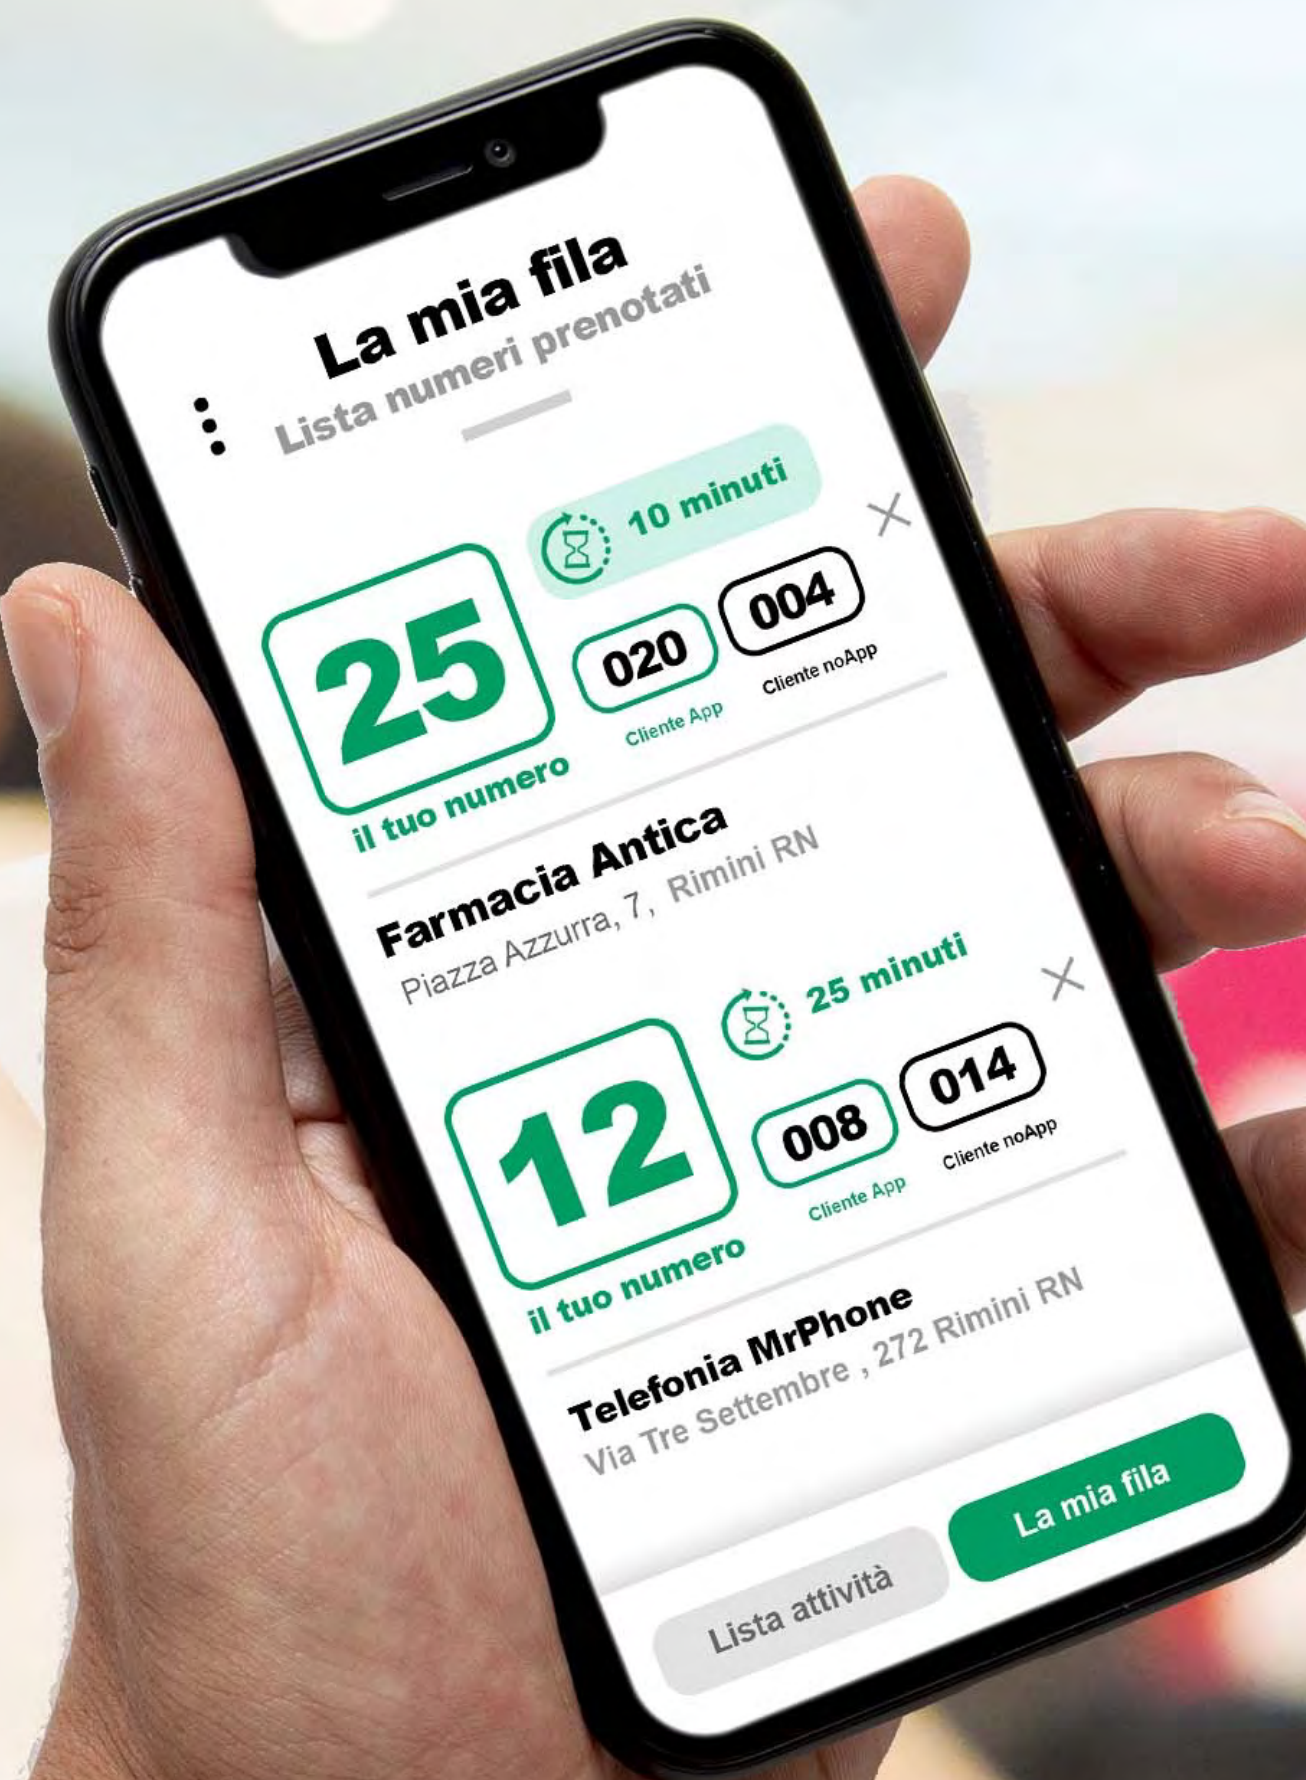 La mia fila
Lista numeri prenotati
10 minuti
25
020
004
Cliente App
Cliente noApp
il tuo numero
Farmacia Antica
Piazza Azzurra, 7, Rimini RN
25 minuti
12
008
014
Cliente App
Cliente noApp
il tuo numero
Telefonia MrPhone
Via Tre Settembre , 272 Rimini RN
Lista attività
La mia fila